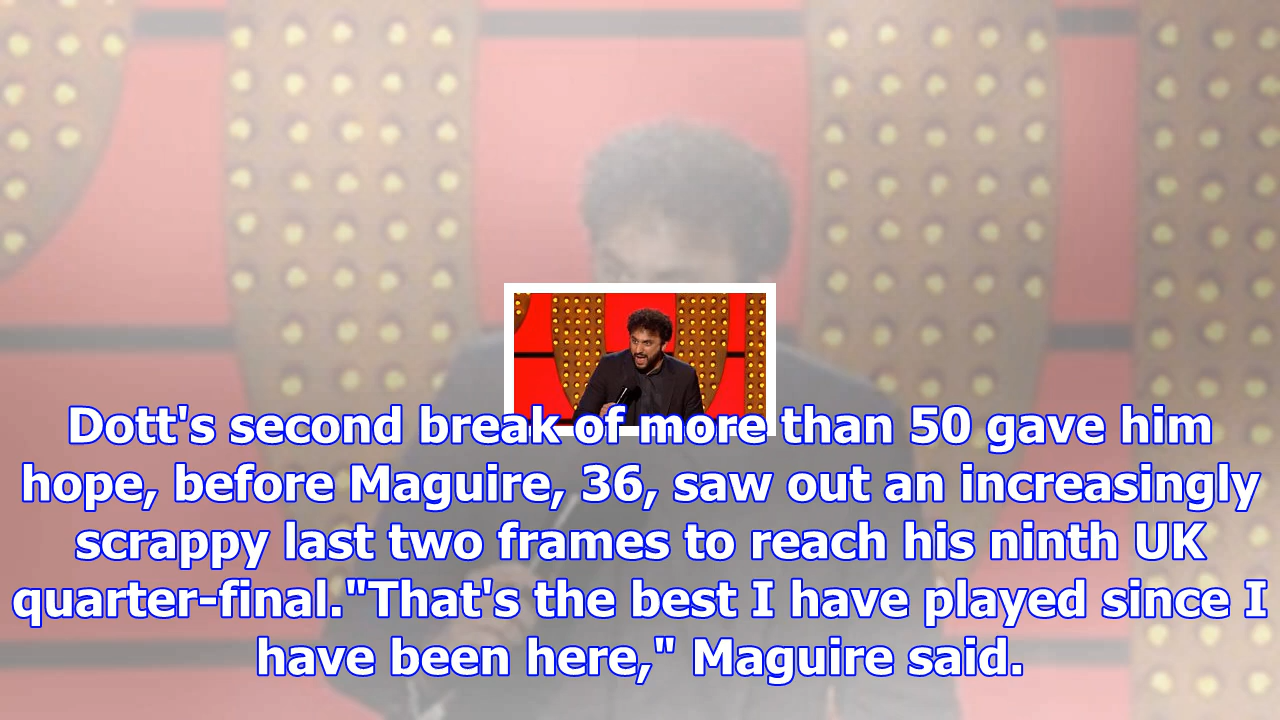 Dott's second break of more than 50 gave him
hope, before Maguire, 36, saw out an increasingly
scrappy last two frames to reach his ninth UK
quarter-final."That's the best I have played since I
have been here," Maguire said.